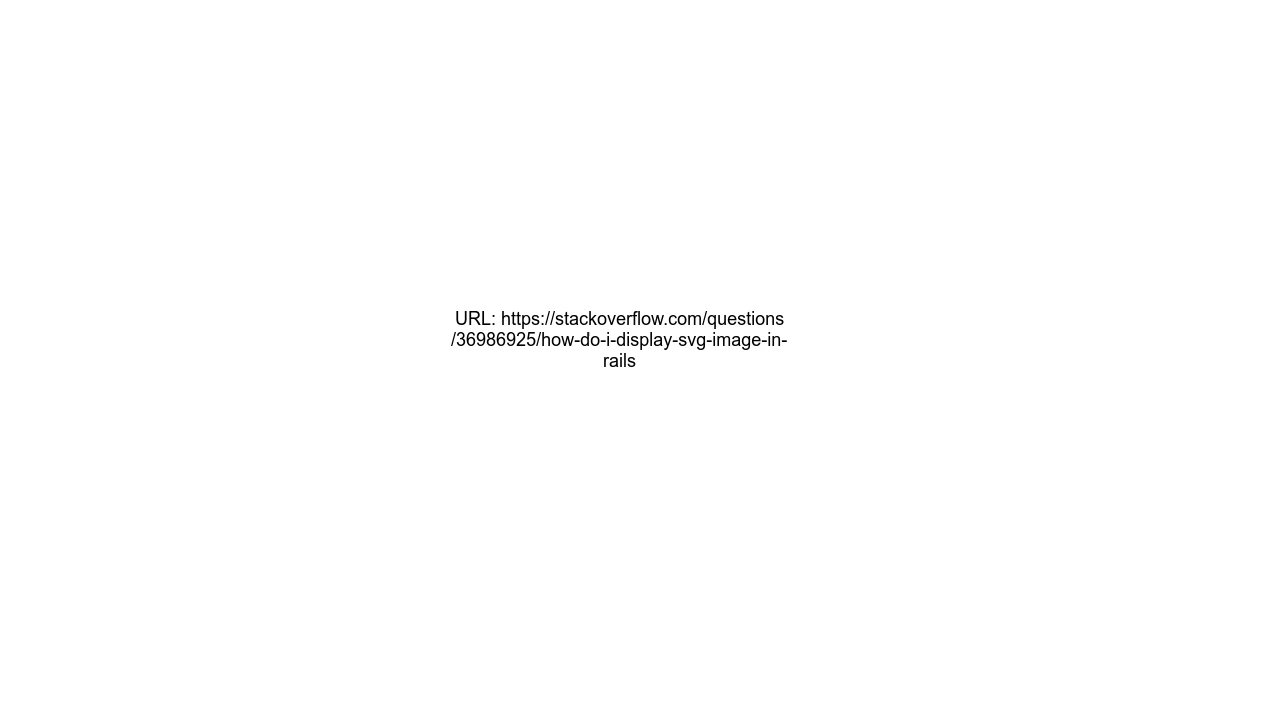 URL: https://stackoverflow.com/questions
/36986925/how-do-i-display-svg-image-in-
rails